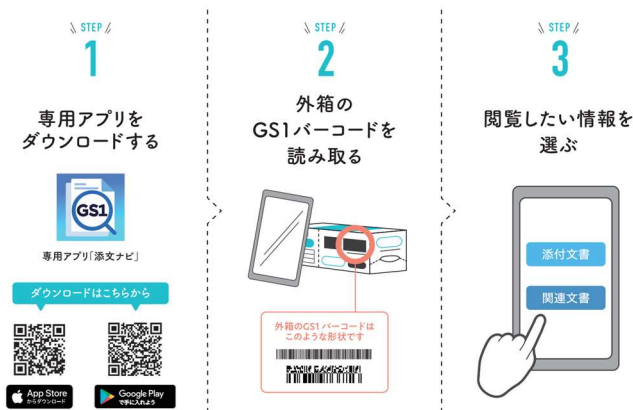 STEP
1
専用アプリを
ダウンロードする
GS1
専用アプリ「添文ナビ」
ダウンロードはこちらから
App Store
からダウンロード
Google Play
で手に入れよう
STEP
2
外箱の
GS1バーコードを
読み取る
外箱のGS1バーコードは
このような形状です
STEP
3
閲覧したい情報を
選ぶ
添付文書
関連文書